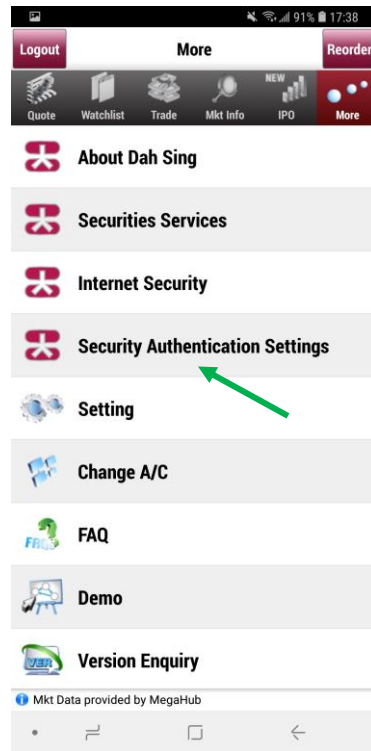 91% 17:38
Logout More Reorder
NEW
Quote Watchlist Trade Mkt Info IPO More
About Dah Sing
Securities Services
Internet Security
Security Authentication Settings
Setting
Change A/C
FAQ
Demo
VER
Version Enquiry
Mkt Data provided by MegaHub